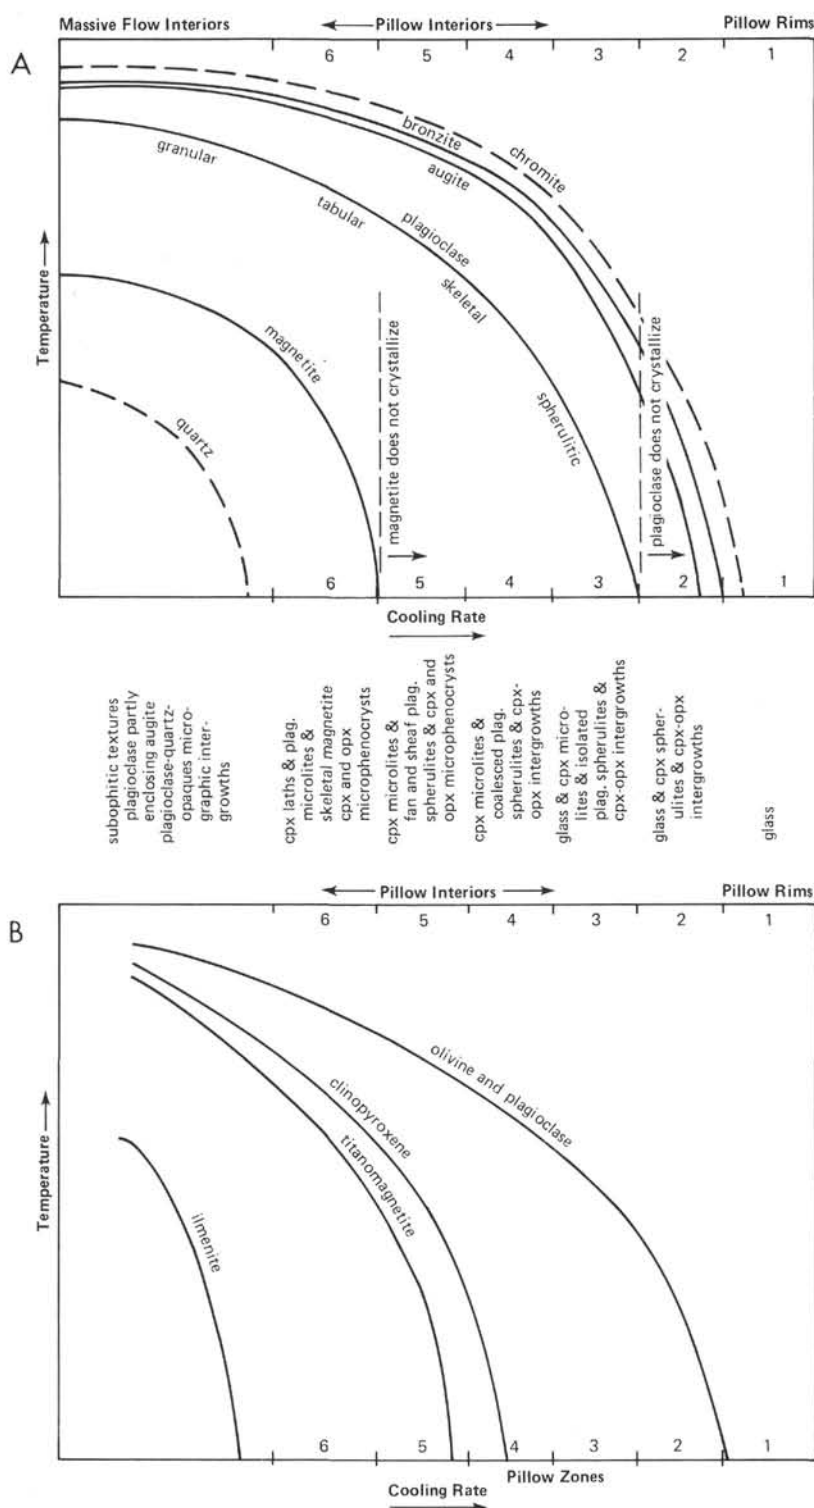 Massive Flow Interiors
Pillow Interiors
Pillow Rims
A
6 5 4 3 2 1
bronzite
chromite
augite
granular
tabular
plagioclase
skeletal
spherulitic
magnetite
quartz
magnetite does not crystallize
plagioclase does not crystallize
Temperature
6 5 4 3 2 1
Cooling Rate
subophitic textures
plagioclase partly
enclosing augite
plagioclase-quartz-
opaques micro-
graphic inter-
growths
cpx laths & plag.
microlites &
skeletal magnetite
cpx and opx
microphenocrysts
cpx microlites &
fan and sheaf plag.
spherulites & cpx and
opx microphenocrysts
cpx microlites &
coalesced plag.
spherulites & cpx-
opx intergrowths
glass & cpx micro-
lites & isolated
plag. spherulites &
cpx-opx intergrowths
glass & cpx spher-
ulites & cpx-opx
intergrowths
glass
Pillow Interiors
Pillow Rims
B
6 5 4 3 2 1
olivine and plagioclase
clinopyroxene
titanomagnetite
ilmenite
Temperature
6 5 4 3 2 1
Pillow Zones
Cooling Rate